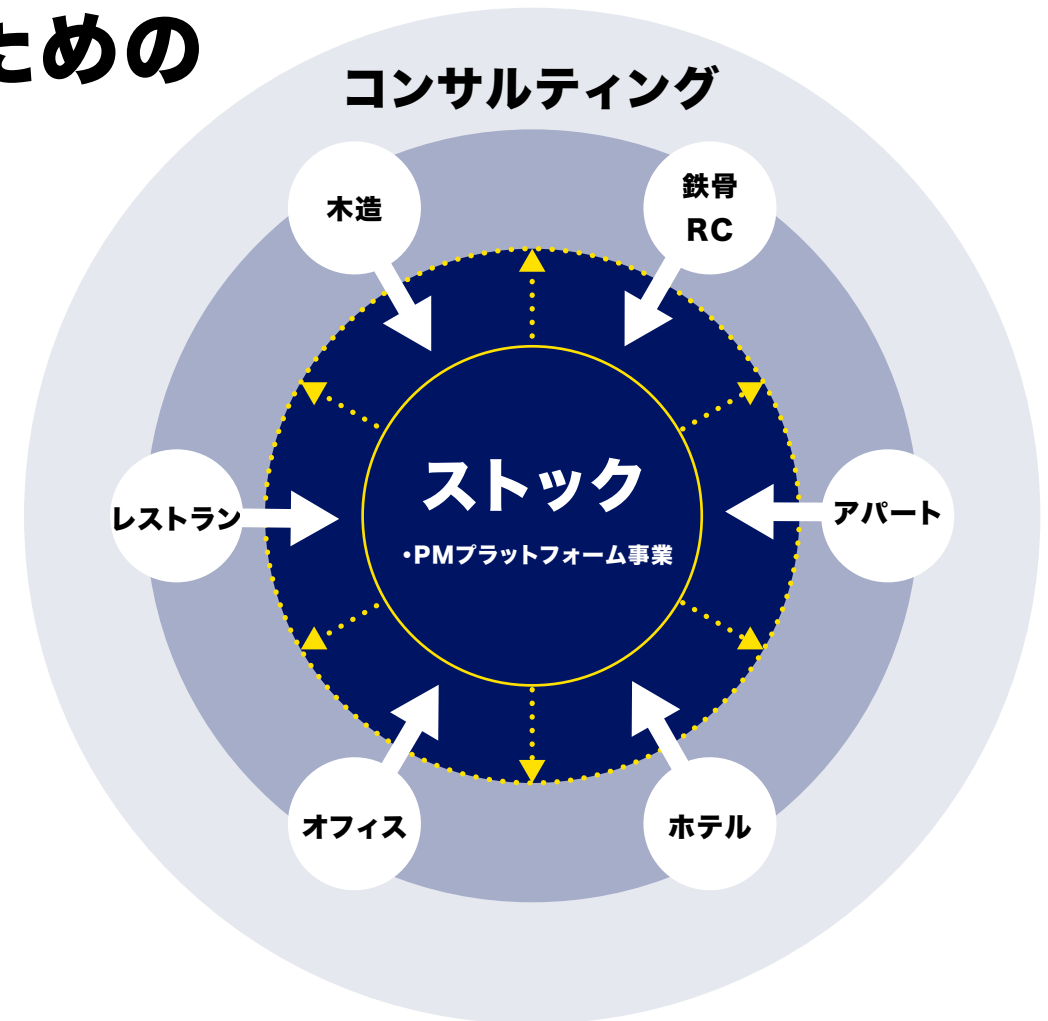 ための
コンサルティング
木造
鉄骨
RC
ストック
•PMプラットフォーム事業
レストラン
アパート
オフィス
ホテル